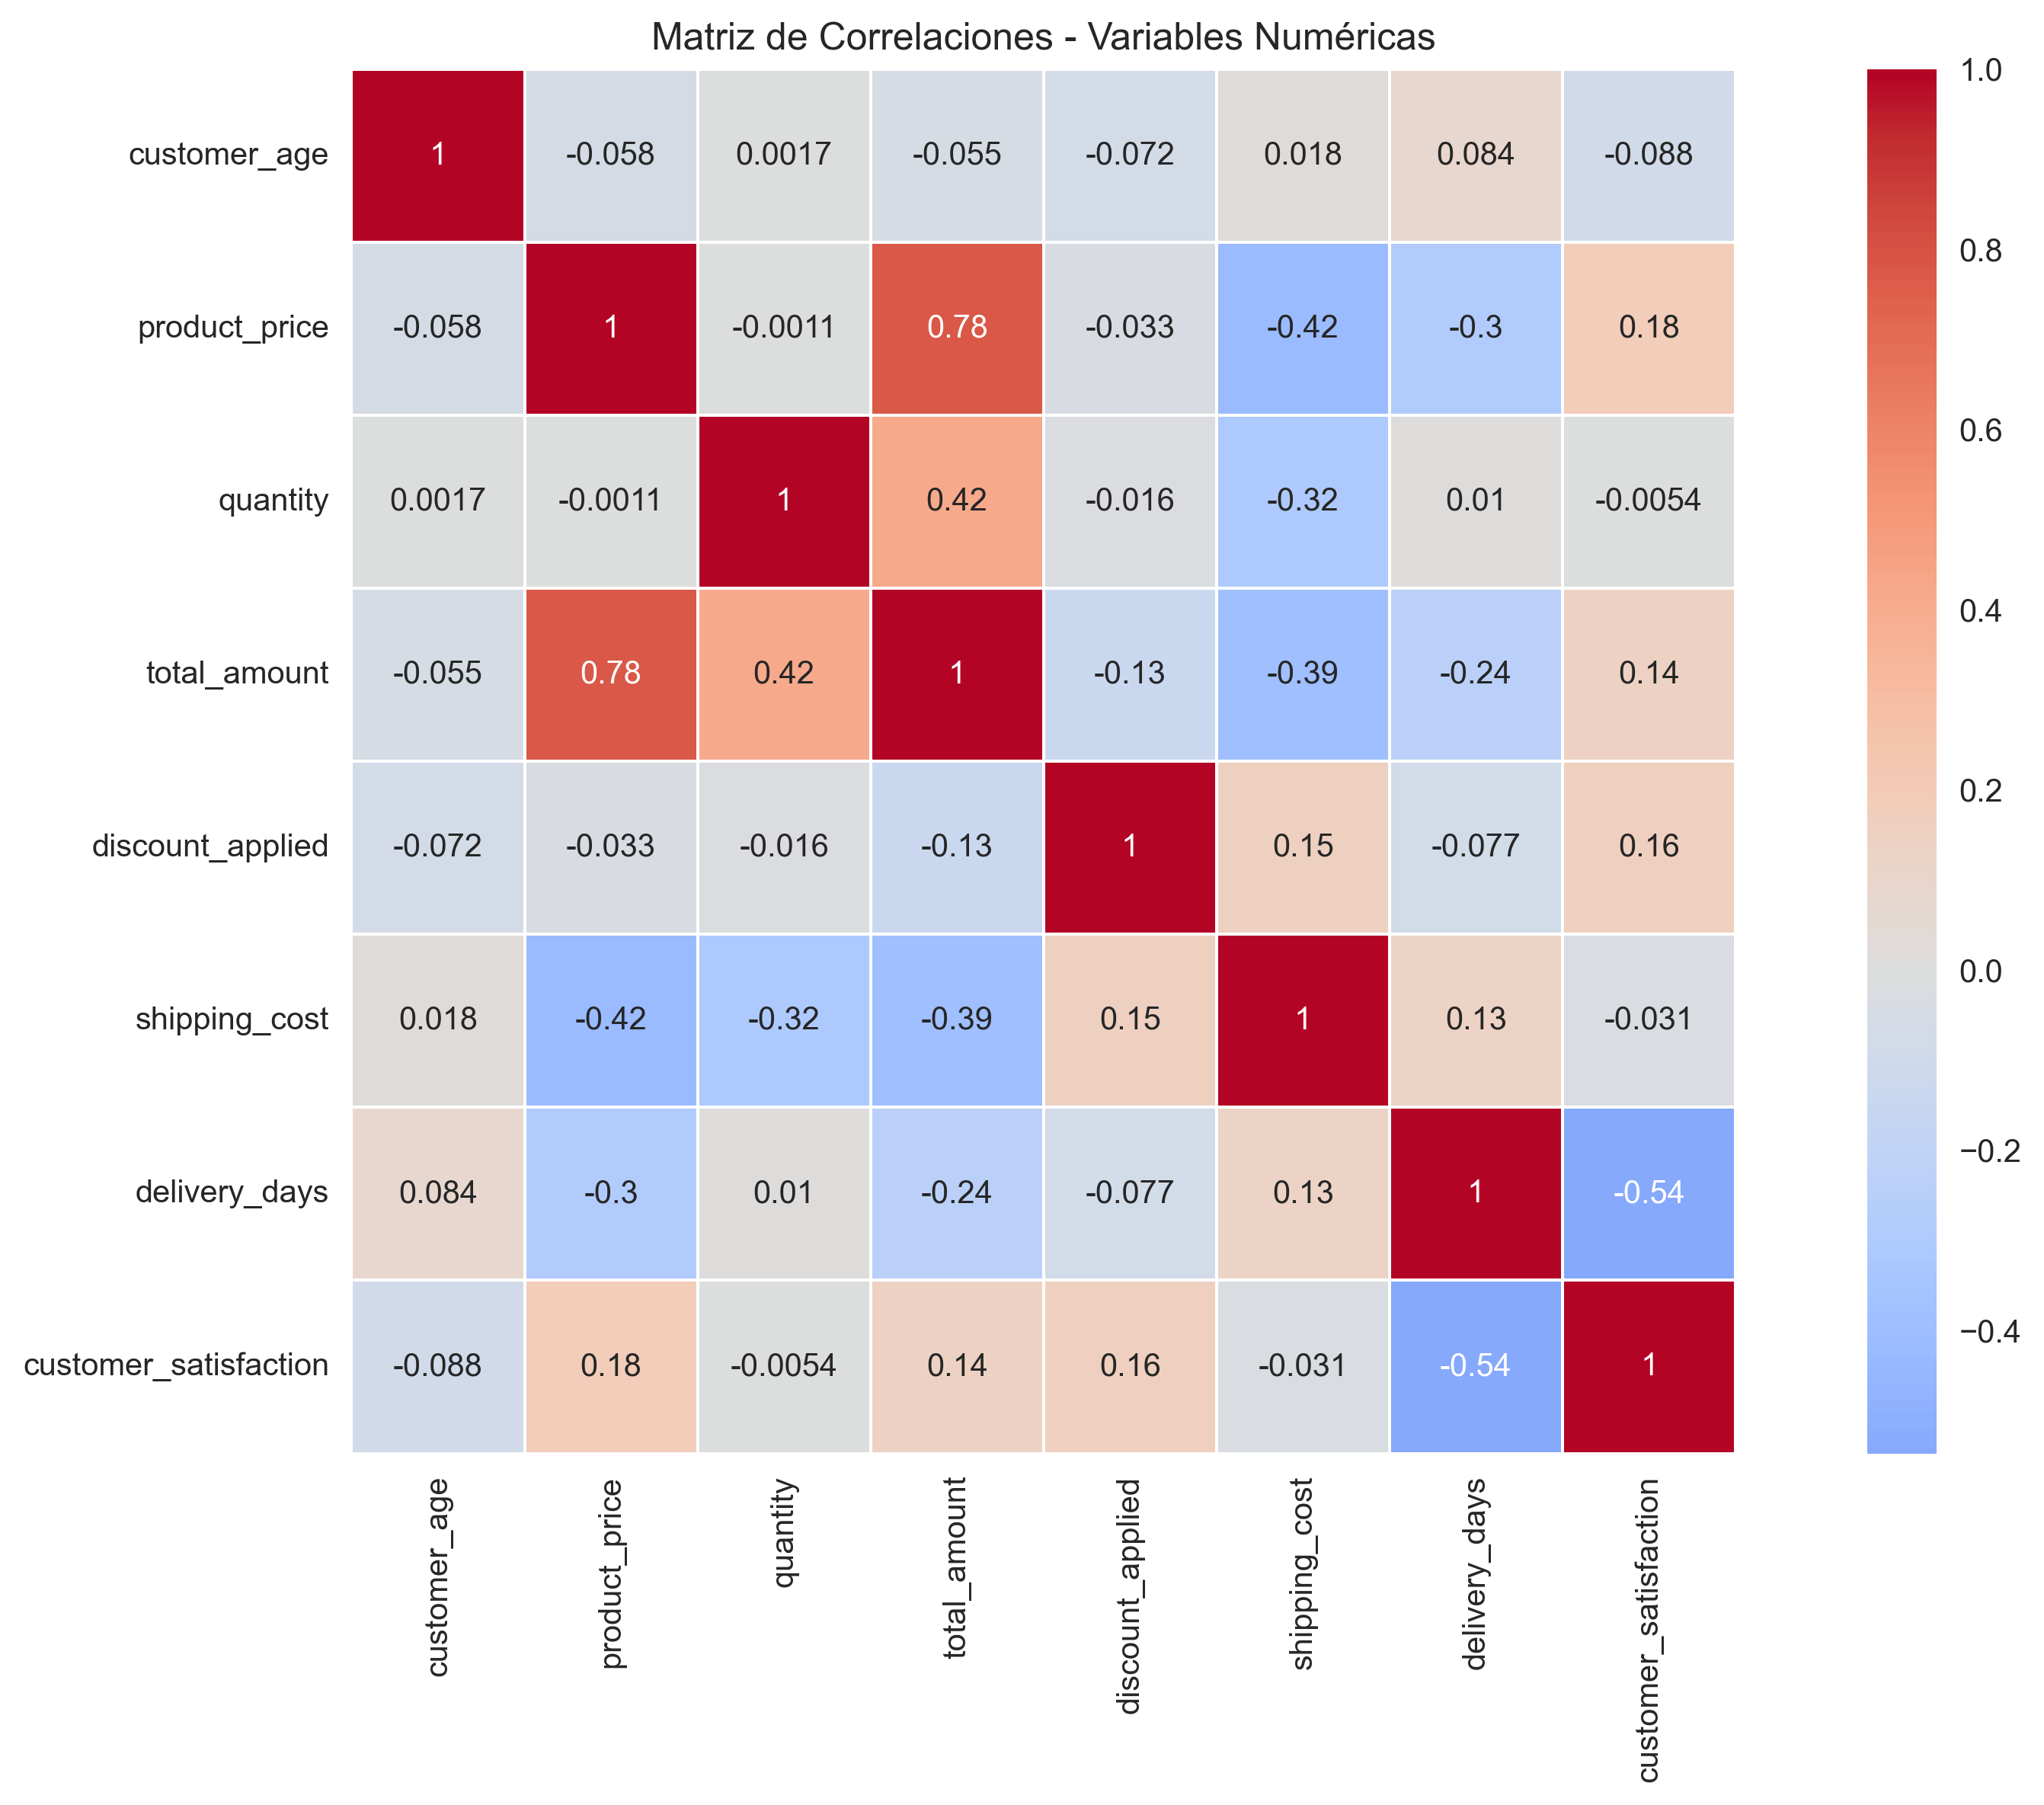 Matriz de Correlaciones - Variables Numéricas
customer_age 1 -0.058 0.0017 -0.055 -0.072 0.018 0.084 -0.088
product_price -0.058 1 -0.0011 0.78 -0.033 -0.42 -0.3 0.18
quantity 0.0017 -0.0011 1 0.42 -0.016 -0.32 0.01 -0.0054
total_amount -0.055 0.78 0.42 1 -0.13 -0.39 -0.24 0.14
discount_applied -0.072 -0.033 -0.016 -0.13 1 0.15 -0.077 0.16
shipping_cost 0.018 -0.42 -0.32 -0.39 0.15 1 0.13 -0.031
delivery_days 0.084 -0.3 0.01 -0.24 -0.077 0.13 1 -0.54
customer_satisfaction -0.088 0.18 -0.0054 0.14 0.16 -0.031 -0.54 1
customer_age
product_price
quantity
total_amount
discount_applied
shipping_cost
delivery_days
customer_satisfaction
1.0
0.8
0.6
0.4
0.2
0.0
−0.2
−0.4